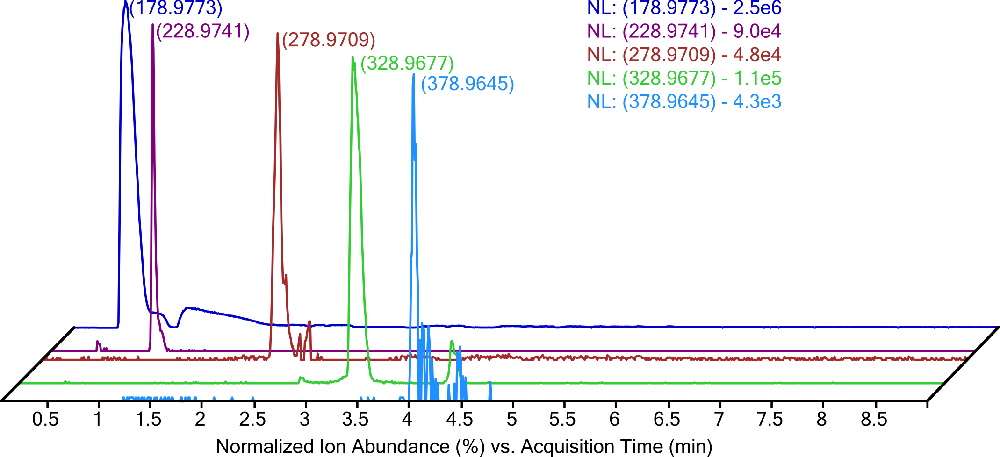 (178.9773)
(228.9741)
(278.9709)
(328.9677)
(378.9645)
NL: (178.9773) - 2.5e6
NL: (228.9741) - 9.0e4
NL: (278.9709) - 4.8e4
NL: (328.9677) - 1.1e5
NL: (378.9645) - 4.3e3
0.5 1 1.5 2 2.5 3 3.5 4 4.5 5 5.5 6 6.5 7 7.5 8 8.5
Normalized Ion Abundance (%) vs. Acquisition Time (min)